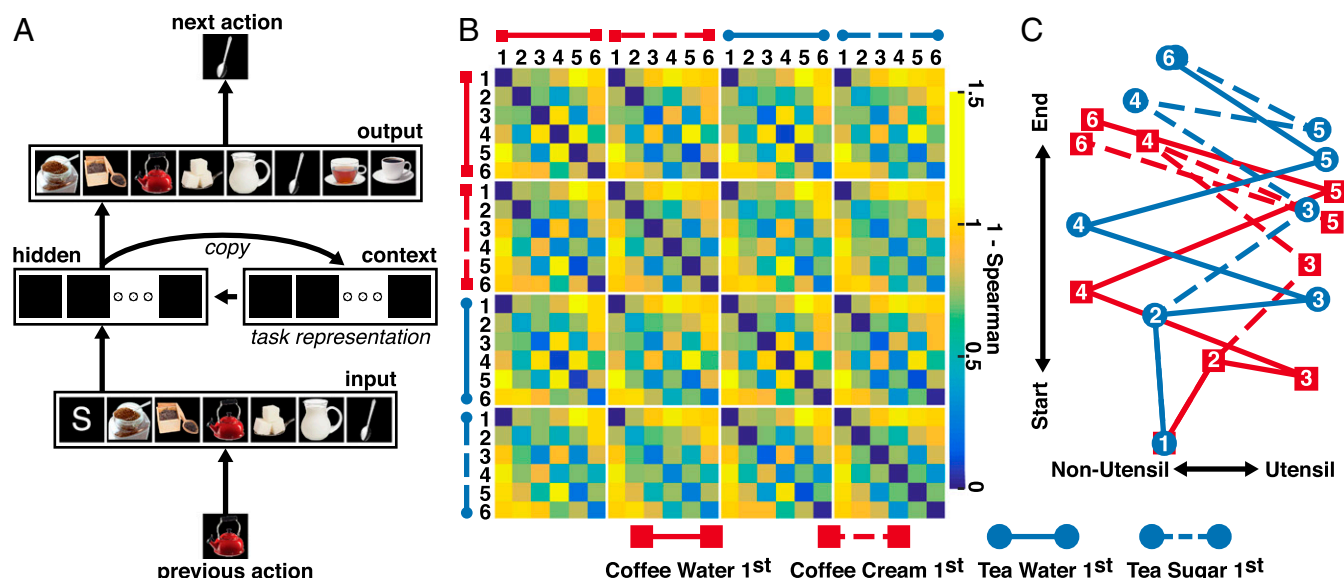 A
next action
output
hidden
copy
context
task representation
input
S
previous action
B
1 2 3 4 5 6 1 2 3 4 5 6 1 2 3 4 5 6 1 2 3 4 5 6
1
2
3
4
5
6
1
2
3
4
5
6
1
2
3
4
5
6
1
2
3
4
5
6
1.5
1
0.5
0
1 - Spearman
C
End
Start
6
4
5
6
4
6
5
5
3
5
4
3
4
3
2
2
3
1
Non-Utensil
Utensil
Coffee Water 1st
Coffee Cream 1st
Tea Water 1st
Tea Sugar 1st